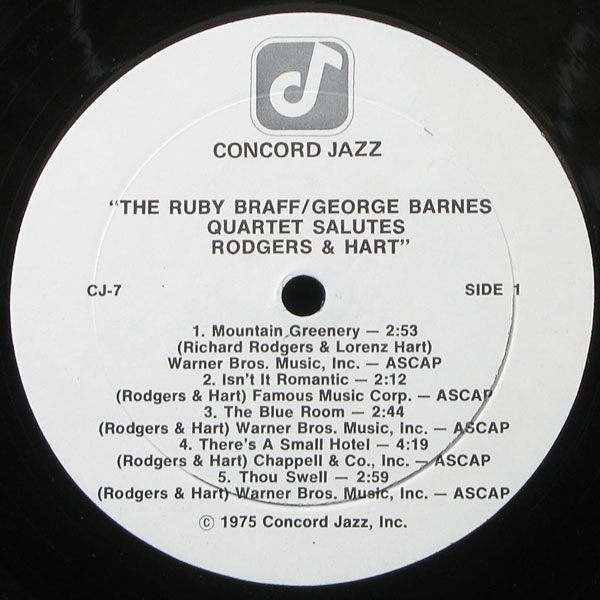 CONCORD JAZZ
"THE RUBY BRAFF/GEORGE BARNES
QUARTET SALUTES
RODGERS & HART"
CJ-7
SIDE 1
1. Mountain Greenery — 2:53
(Richard Rodgers & Lorenz Hart)
Warner Bros. Music, Inc. — ASCAP
2. Isn't It Romantic — 2:12
(Rodgers & Hart) Famous Music Corp. — ASCAP
3. The Blue Room — 2:44
(Rodgers & Hart) Warner Bros. Music, Inc. — ASCAP
4. There's A Small Hotel — 4:19
(Rodgers & Hart) Chappell & Co., Inc. — ASCAP
5. Thou Swell — 2:59
(Rodgers & Hart) Warner Bros. Music, Inc. — ASCAP
© 1975 Concord Jazz, Inc.